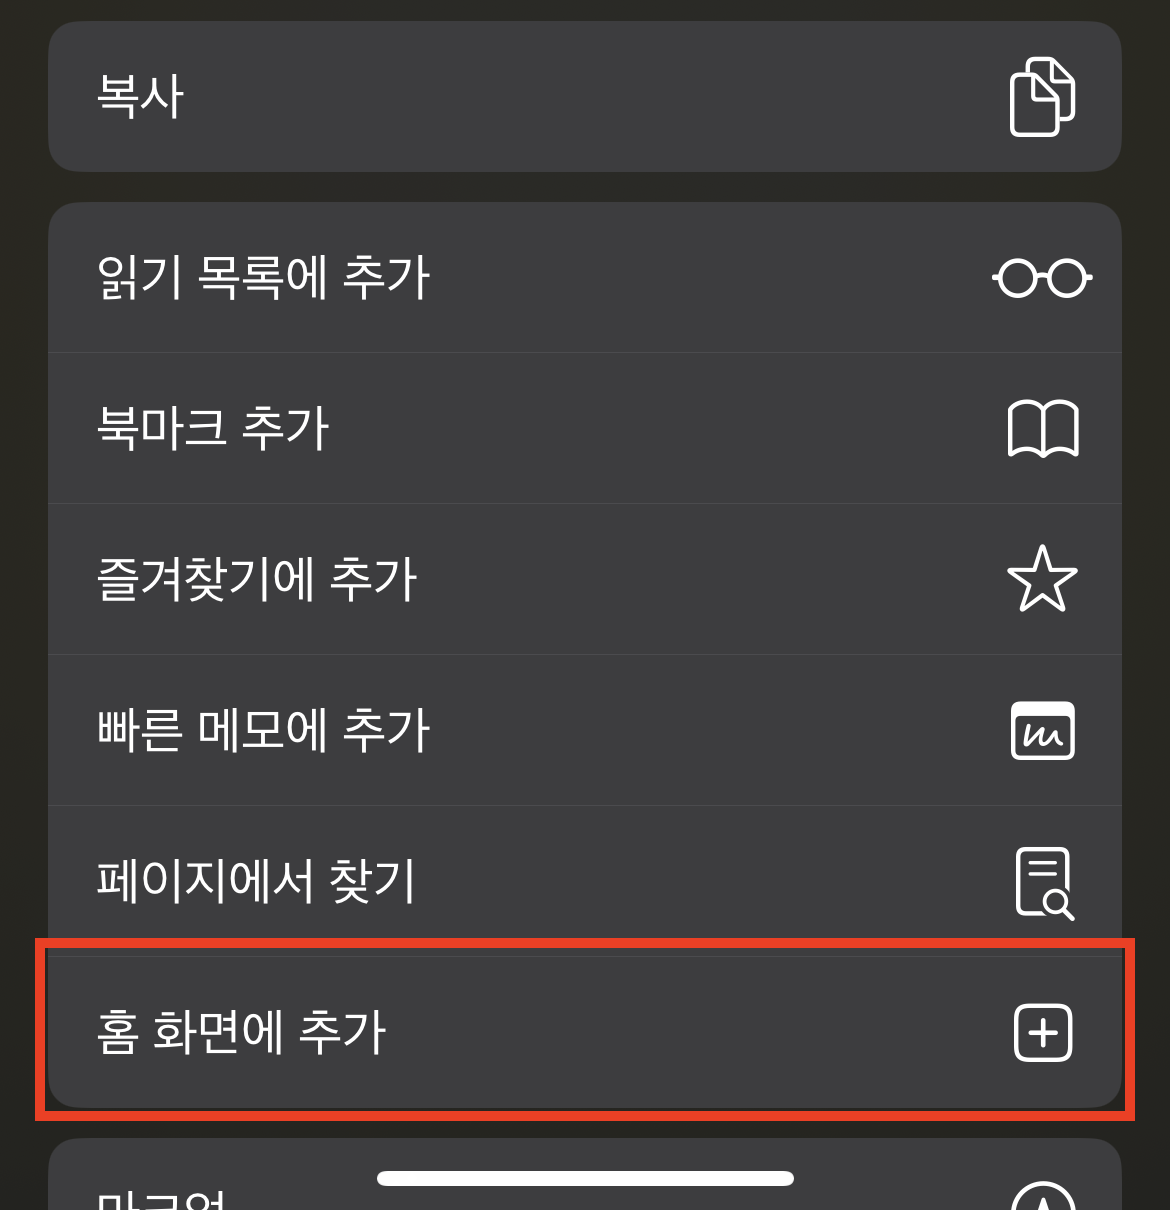 복사
읽기 목록에 추가
북마크 추가
즐겨찾기에 추가
빠른 메모에 추가
페이지에서 찾기
홈 화면에 추가